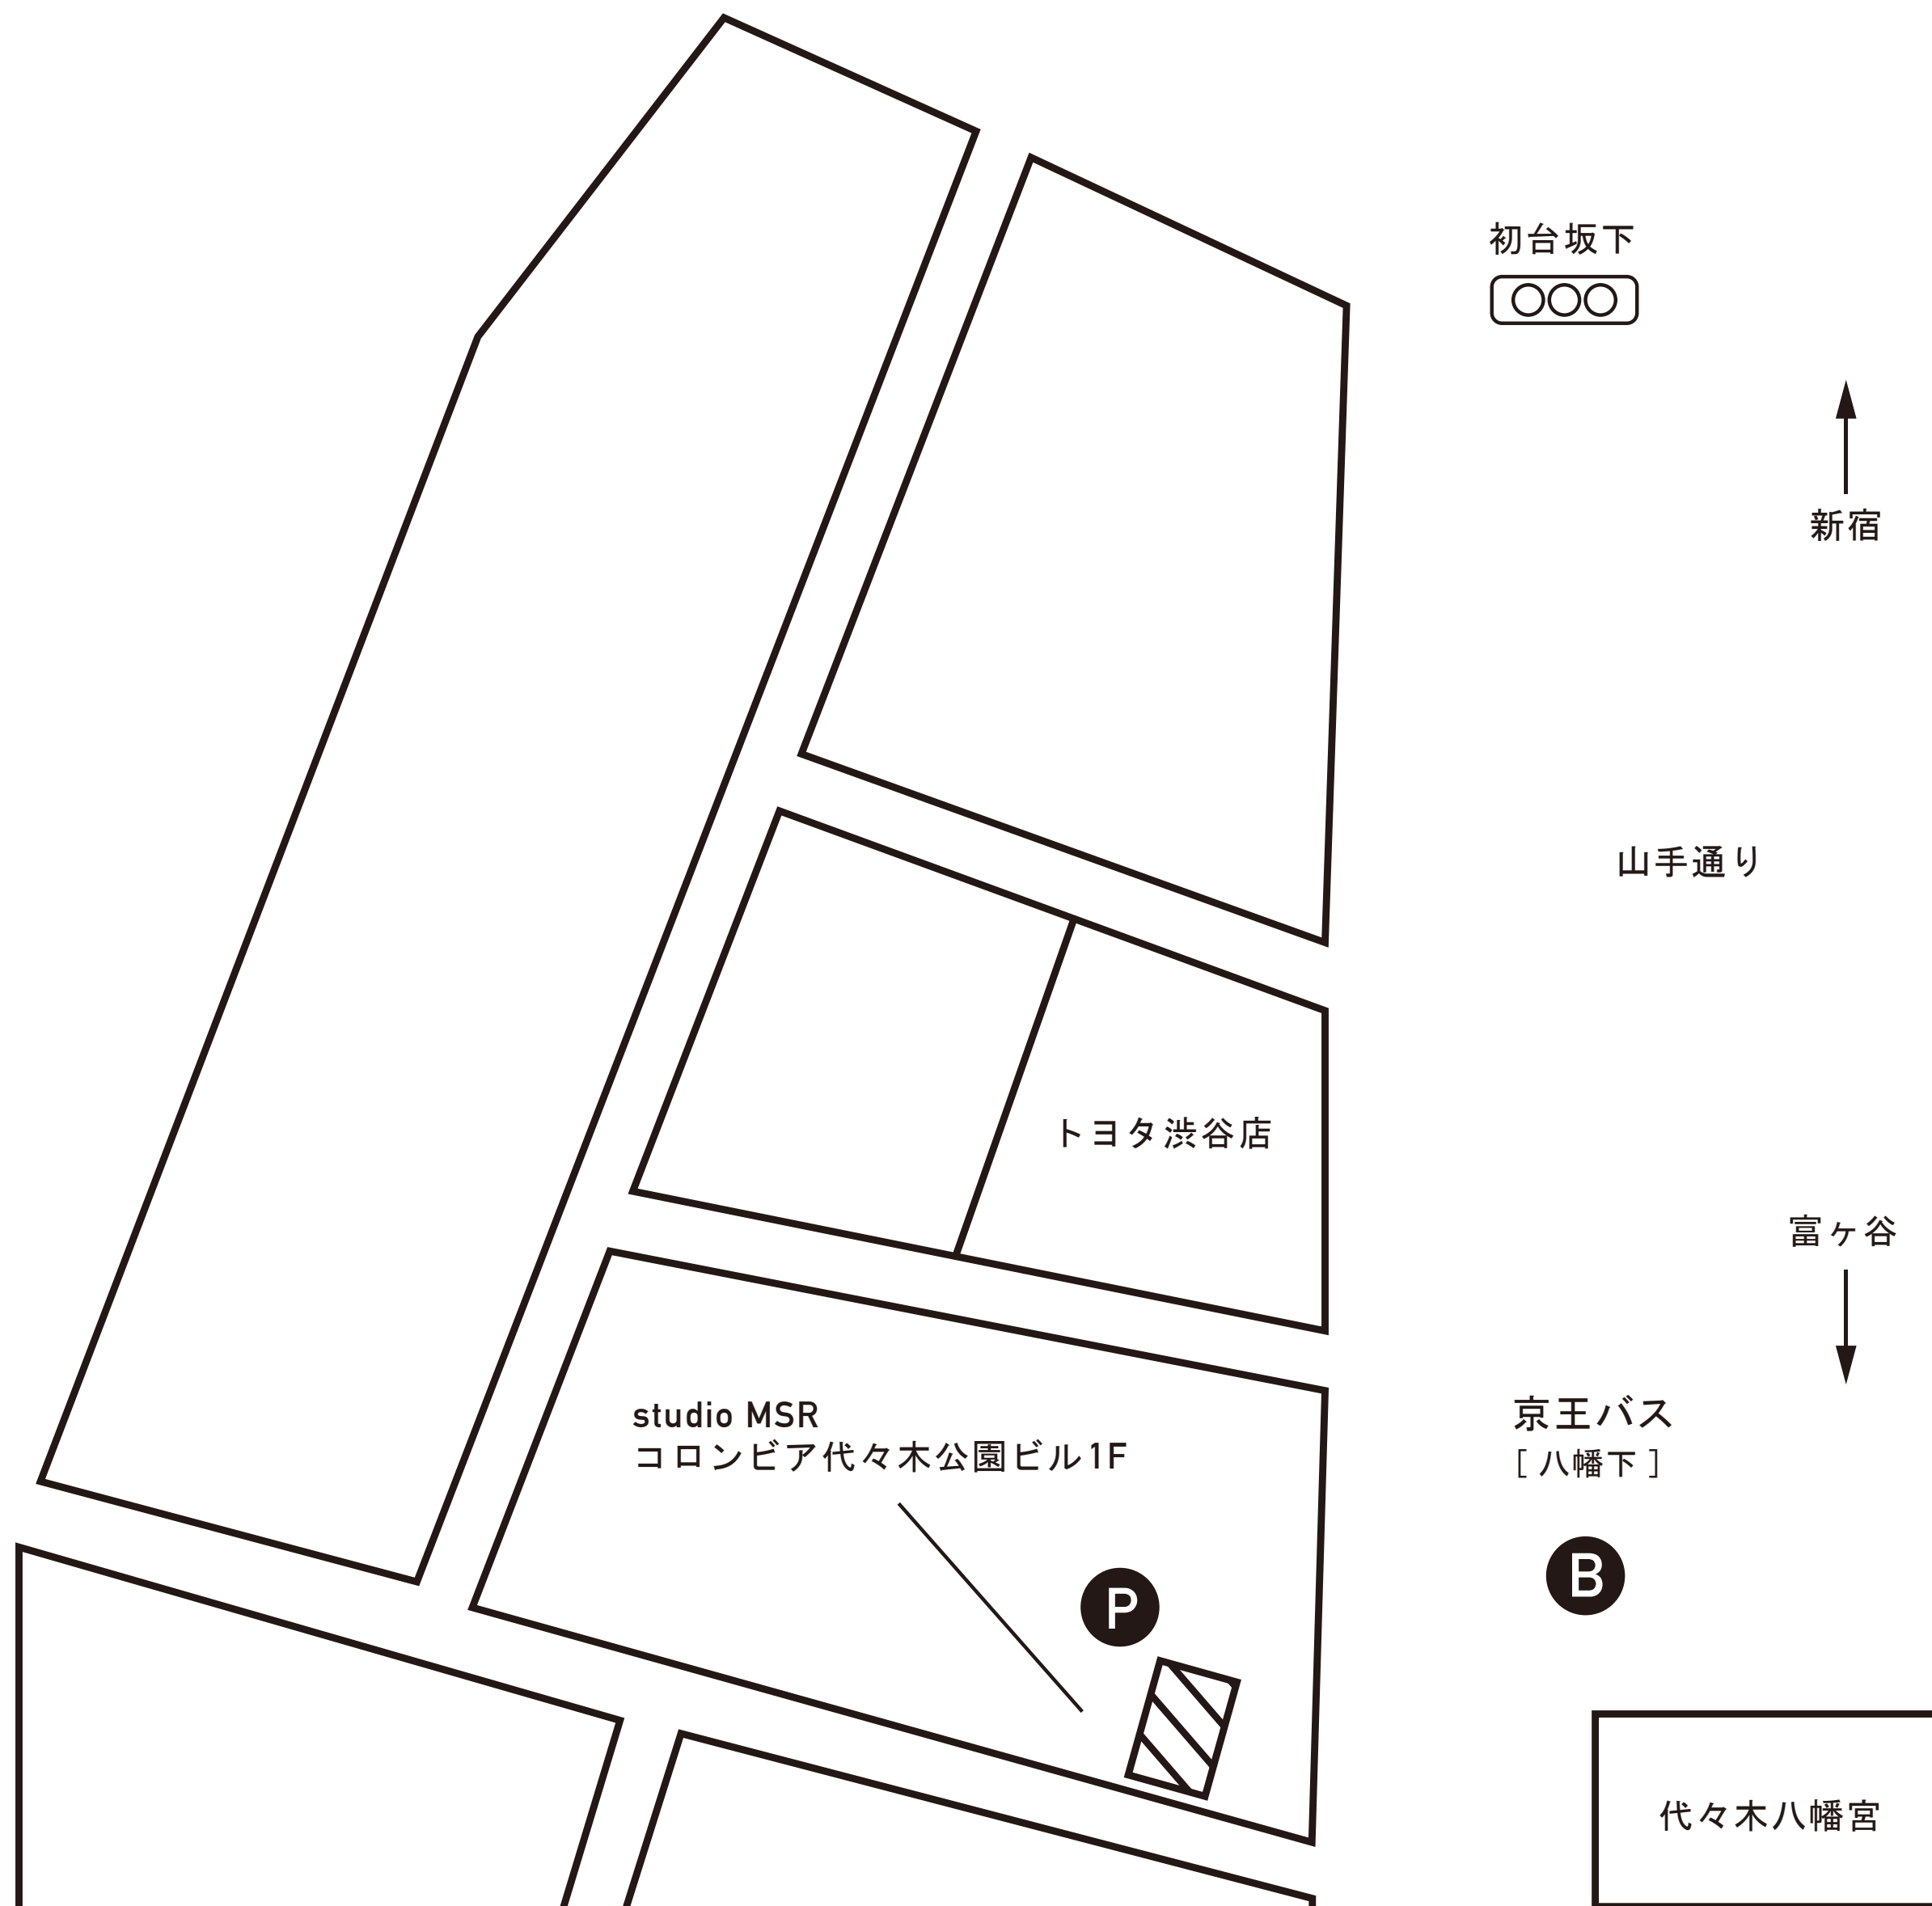 初台坂下
新宿
山手通り
トヨタ渋谷店
富ヶ谷
京王バス
［ 八幡下 ］
studio MSR
コロンビア代々木公園ビル1F
B
P
代々木八幡宮